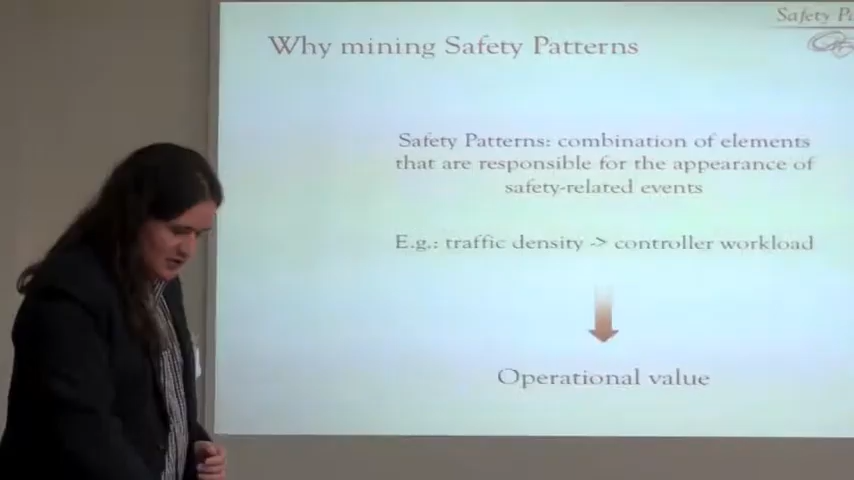 Safety
Why mining Safety Patterns
Safety Patterns: combination of elements
that are responsible for the appearance of
safety-related events
E.g.: traffic density -> controller workload
Operational value